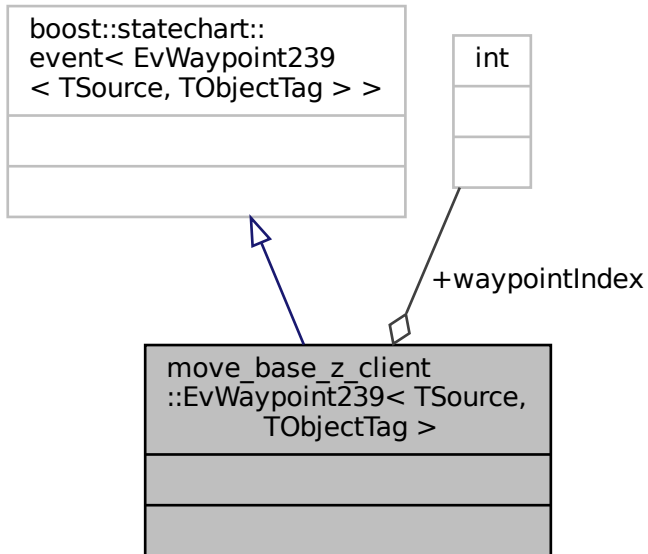 boost::statechart::
event< EvWaypoint239
< TSource, TObjectTag > >
int
+waypointIndex
move_base_z_client
::EvWaypoint239< TSource,
TObjectTag >